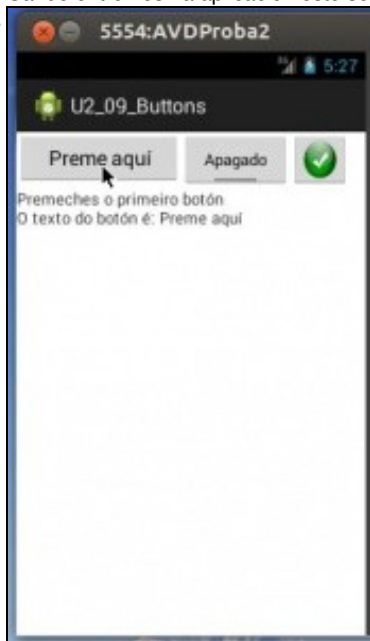 5554:AVDProba2
5:27
U2_09_Buttons
Preme aquí
Apagado
Premeches o primeiro botón
O texto do botón é: Preme aquí